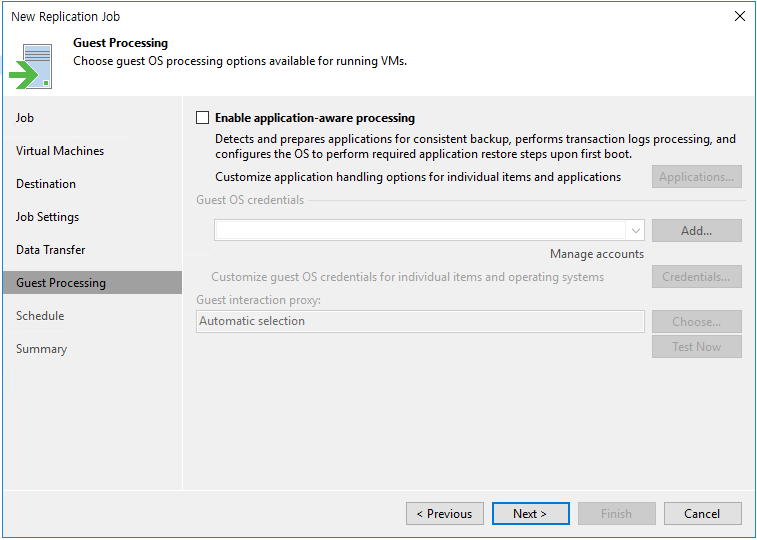 New Replication Job
Guest Processing
Choose guest OS processing options available for running VMs.
Job
Virtual Machines
Destination
Job Settings
Data Transfer
Guest Processing
Schedule
Summary
Enable application-aware processing
Detects and prepares applications for consistent backup, performs transaction logs processing, and
configures the OS to perform required application restore steps upon first boot.
Customize application handling options for individual items and applications
Applications...
Guest OS credentials
Add...
Manage accounts
Customize guest OS credentials for individual items and operating systems
Credentials...
Guest interaction proxy:
Automatic selection
Choose...
Test Now
< Previous
Next >
Finish
Cancel